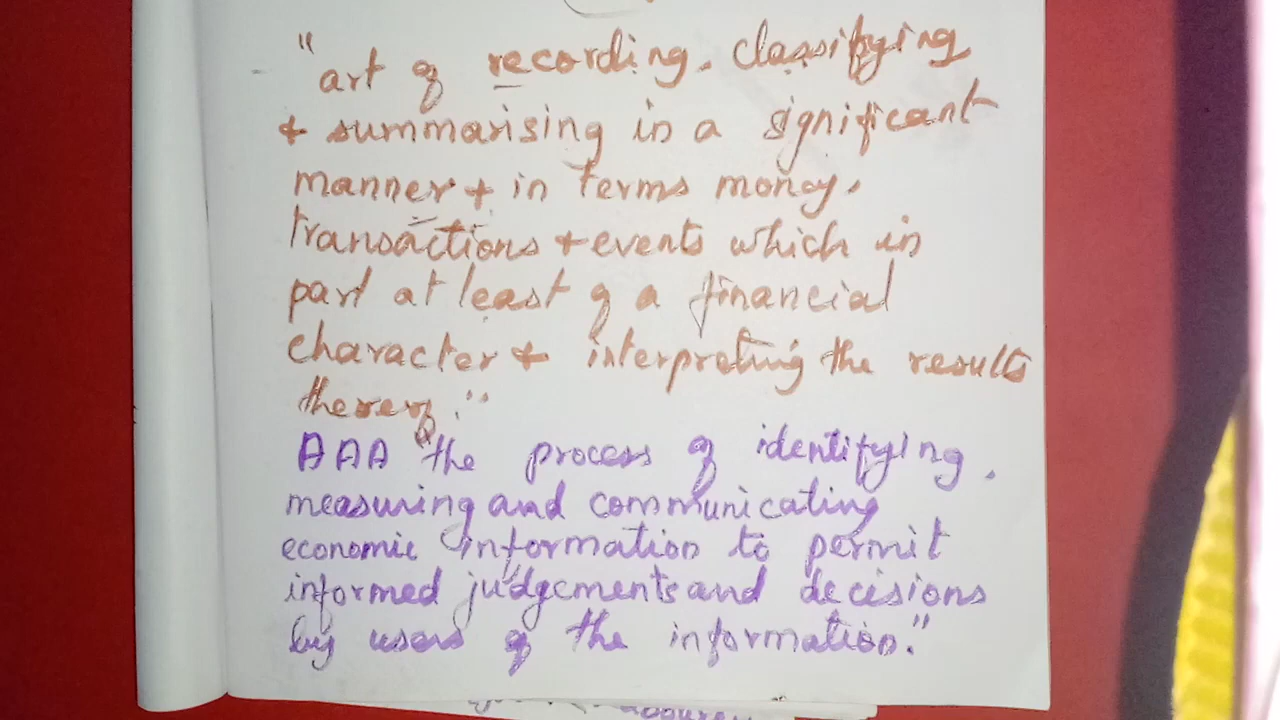 "art of recording, classifying
& summarising in a significant
manner & in terms money,
transactions & events which in
part at least of a financial
character & interpreting the results
thereof."
AAA "the process of identifying,
measuring and communicating
economic information to permit
informed judgements and decisions
by users of the information."